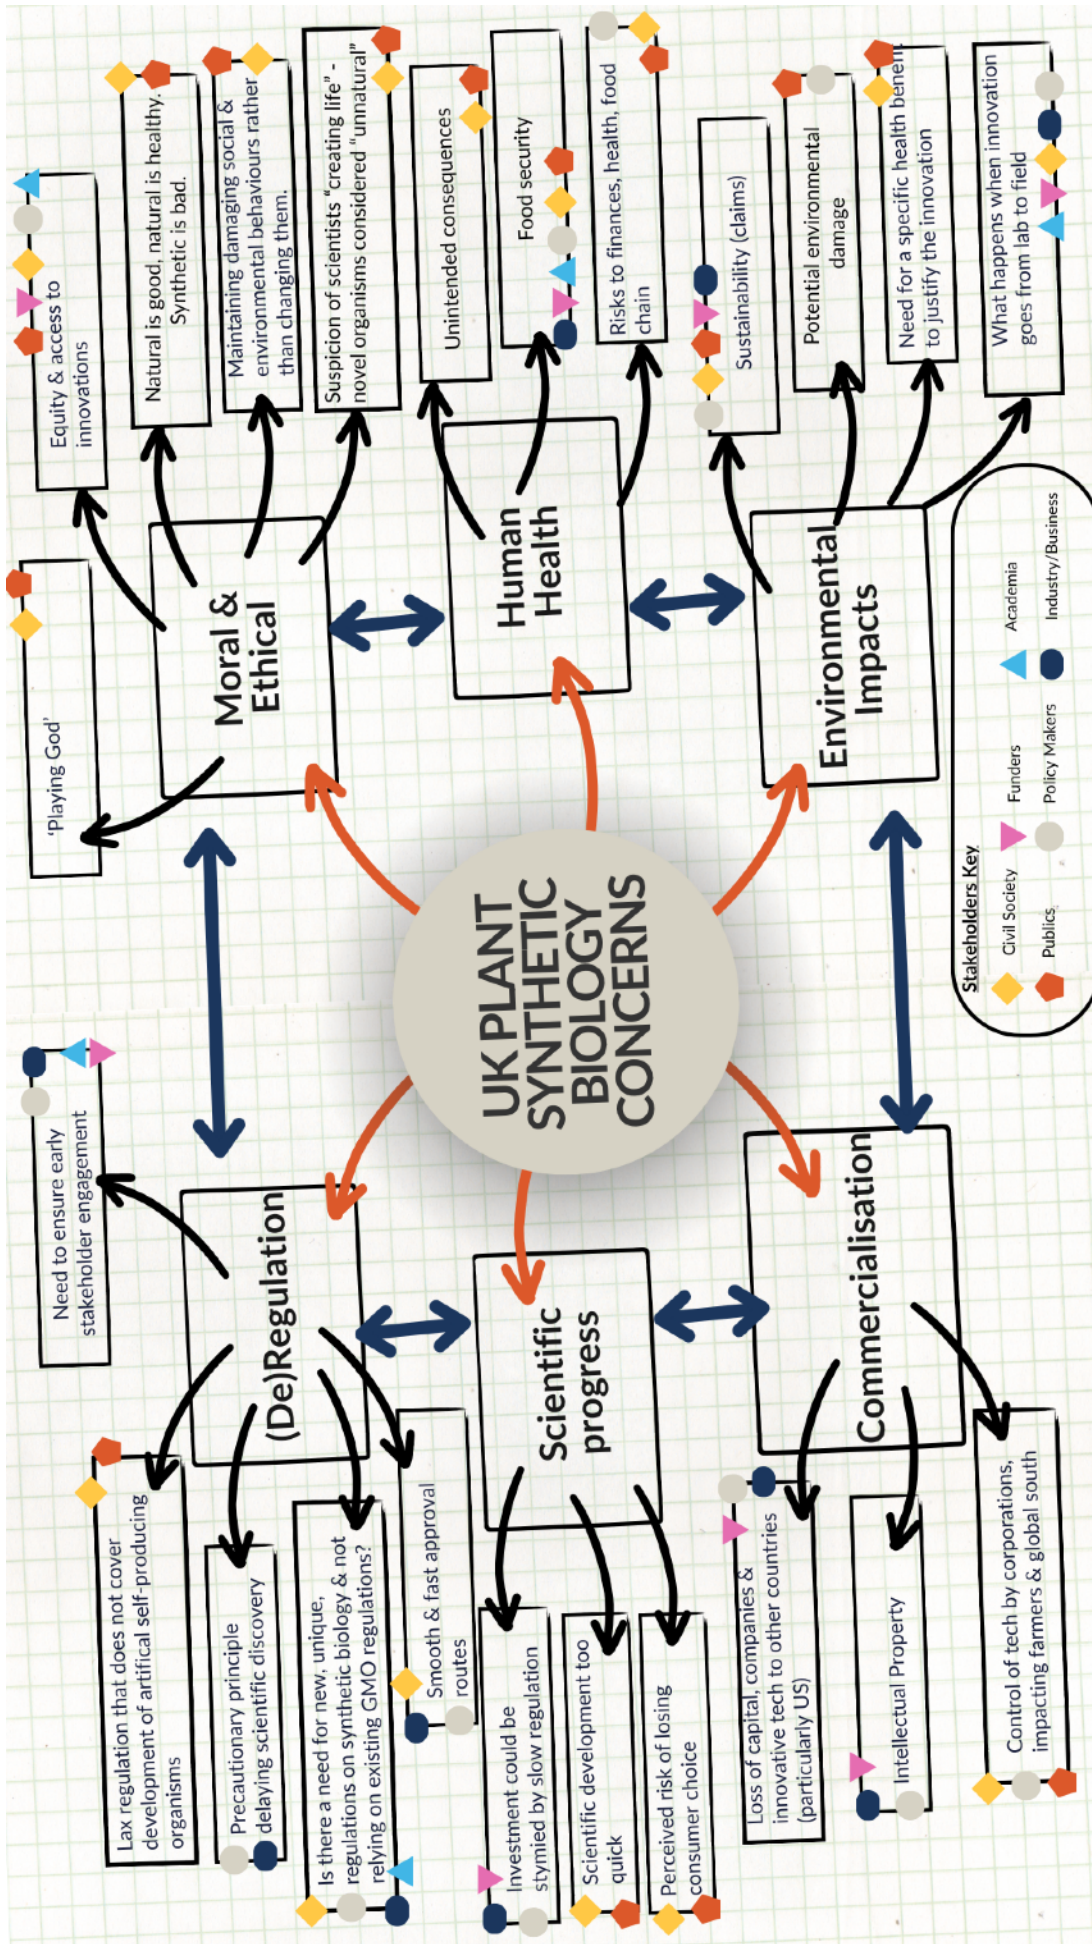 UK PLANT
SYNTHETIC
BIOLOGY
CONCERNS
(De)Regulation
Need to ensure early
stakeholder engagement
Lax regulation that does not cover
development of artifical self-producing
organisms
Precautionary principle
delaying scientific discovery
Is there a need for new, unique,
regulations on synthetic biology & not
relying on existing GMO regulations?
Smooth & fast approval
routes
Scientific
progress
Investment could be
stymied by slow regulation
Scientific development too
quick
Perceived risk of losing
consumer choice
Commercialisation
Loss of capital, companies &
innovative tech to other countries
(particularly US)
Intellectual Property
Control of tech by corporations,
impacting farmers & global south
Moral &
Ethical
'Playing God'
Equity & access to
innovations
Natural is good, natural is healthy.
Synthetic is bad.
Maintaining damaging social &
environmental behaviours rather
than changing them.
Suspicion of scientists “creating life” -
novel organisms considered “unnatural”
Human
Health
Unintended consequences
Food security
Risks to finances, health, food
chain
Environmental
Impacts
Sustainability (claims)
Potential environmental
damage
Need for a specific health benefit
to justify the innovation
What happens when innovation
goes from lab to field
Stakeholders Key
Civil Society
Funders
Academia
Publics
Policy Makers
Industry/Business